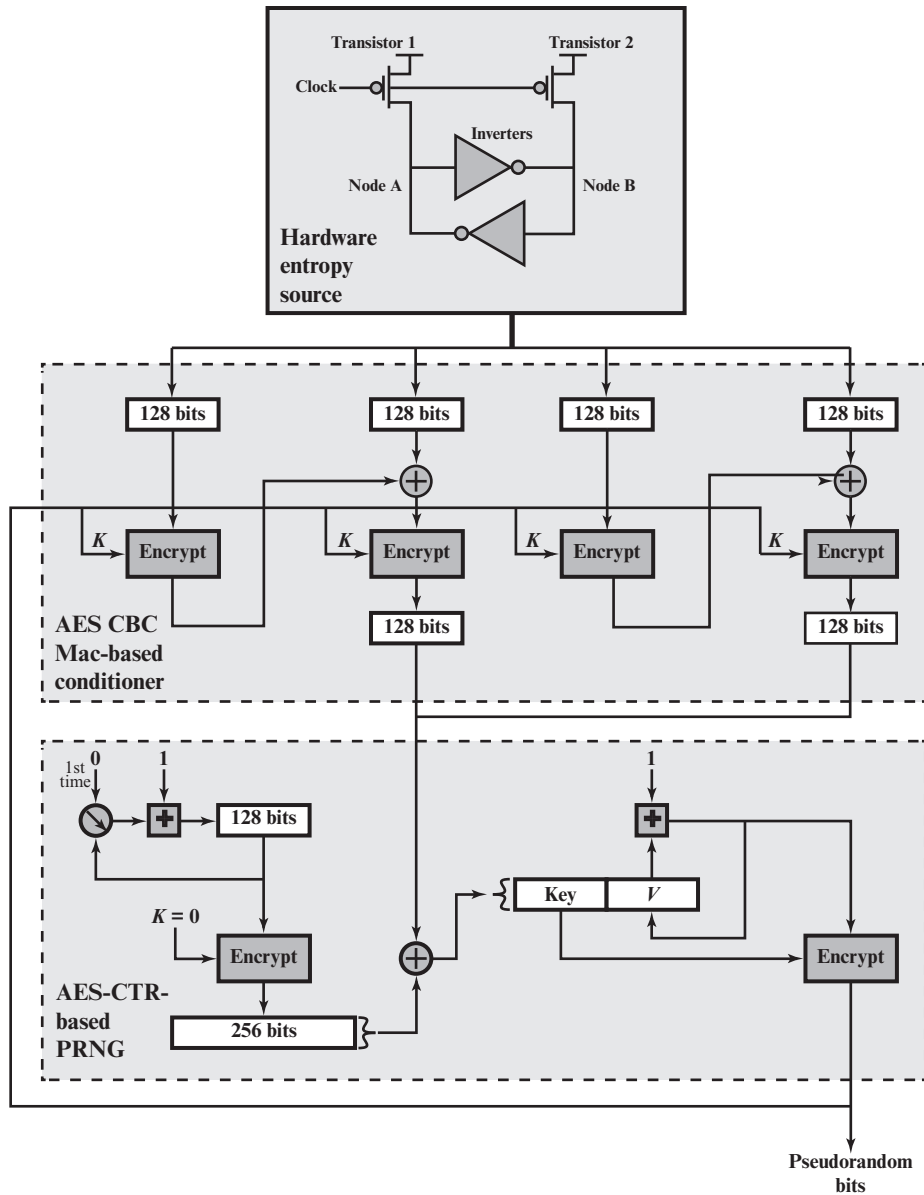 Transistor 1
Transistor 2
Clock
Inverters
Node A
Node B
Hardware
entropy
source
128 bits
128 bits
128 bits
128 bits
K
Encrypt
K
Encrypt
K
Encrypt
K
Encrypt
128 bits
128 bits
AES CBC
Mac-based
conditioner
0
1st
time
1
1
128 bits
Key
V
K = 0
Encrypt
Encrypt
256 bits
AES-CTR-
based
PRNG
Pseudorandom
bits